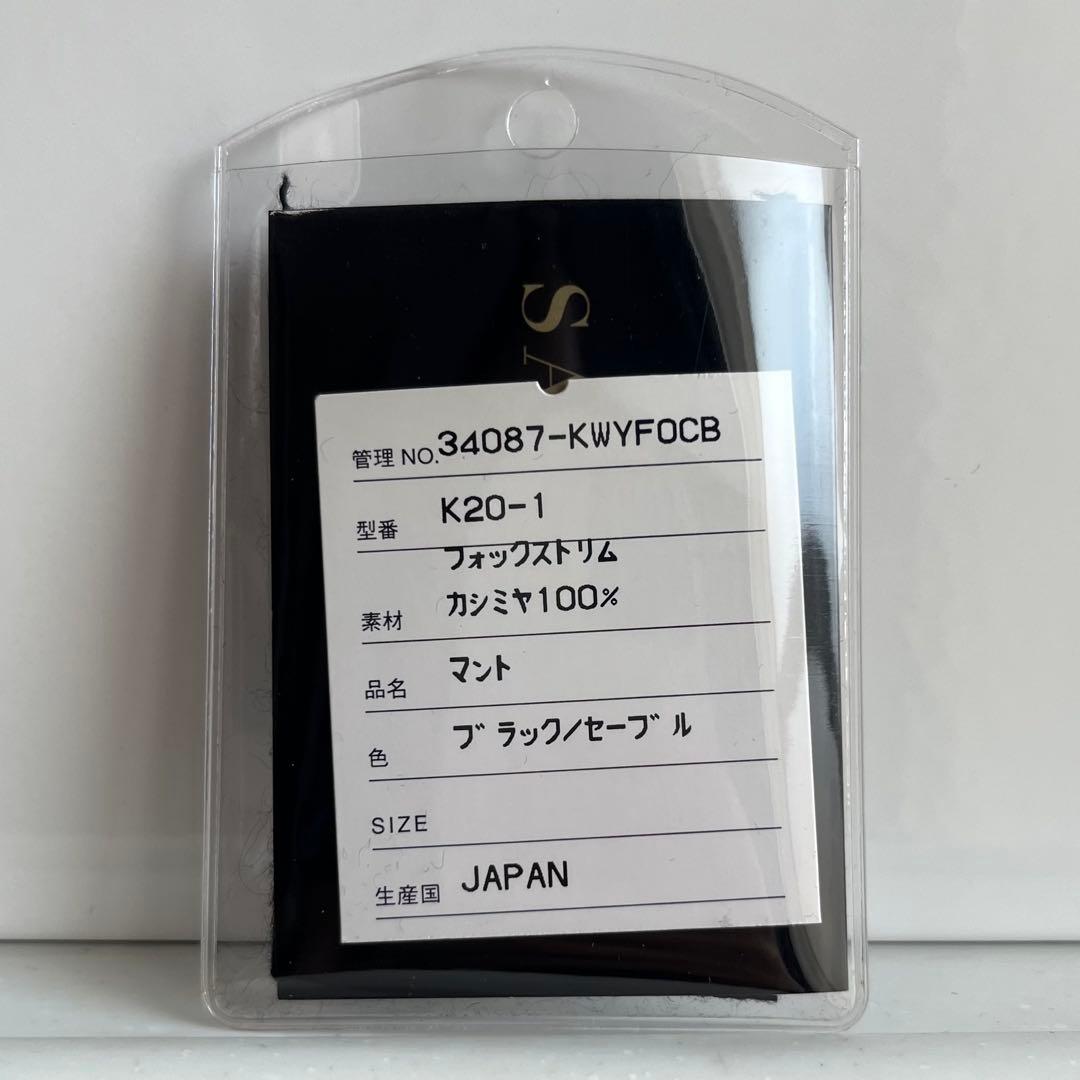 SA
管理 NO.34087-KWYF0CB
型番 K20-1
フォックストリム
素材 カシミヤ100%
品名 マント
色 ブラック/セーブル
SIZE
生産国 JAPAN